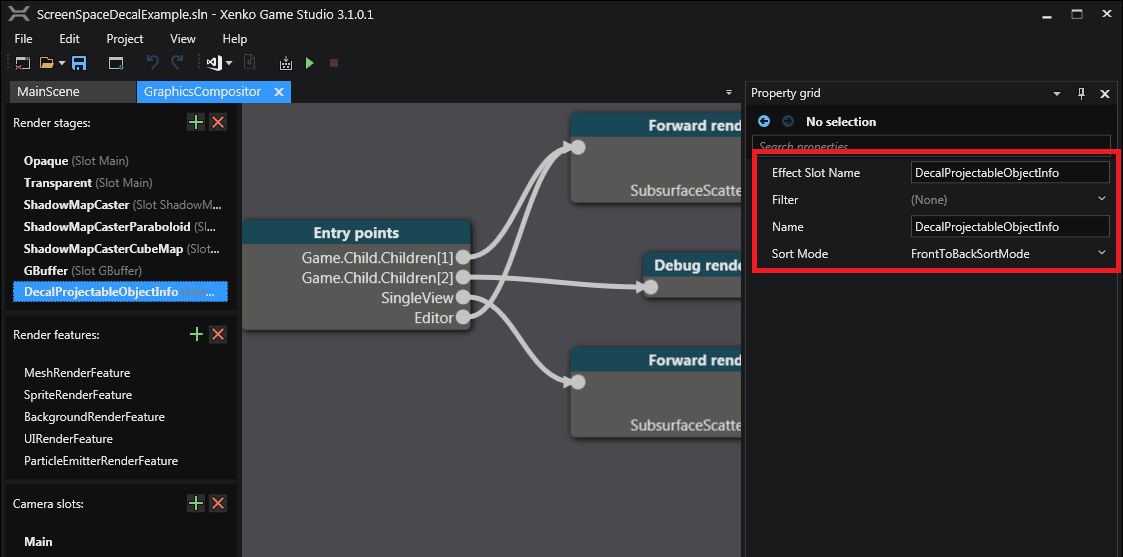 ScreenSpaceDecalExample.sln - Xenko Game Studio 3.1.0.1
File Edit Project View Help
MainScene
GraphicsCompositor
Render stages:
Opaque (Slot Main)
Transparent (Slot Main)
ShadowMapCaster (Slot ShadowM...
ShadowMapCasterParaboloid (Slot...
ShadowMapCasterCubeMap (Slot...
GBuffer (Slot GBuffer)
DecalProjectableObjectInfo
Render features:
MeshRenderFeature
SpriteRenderFeature
BackgroundRenderFeature
UIRenderFeature
ParticleEmitterRenderFeature
Camera slots:
Main
Entry points
Game.Child.Children[1]
Game.Child.Children[2]
SingleView
Editor
Forward rend
SubsurfaceScatte
Debug rende
Forward rend
SubsurfaceScatte
Property grid
No selection
Search properties
Effect Slot Name DecalProjectableObjectInfo
Filter (None)
Name DecalProjectableObjectInfo
Sort Mode FrontToBackSortMode